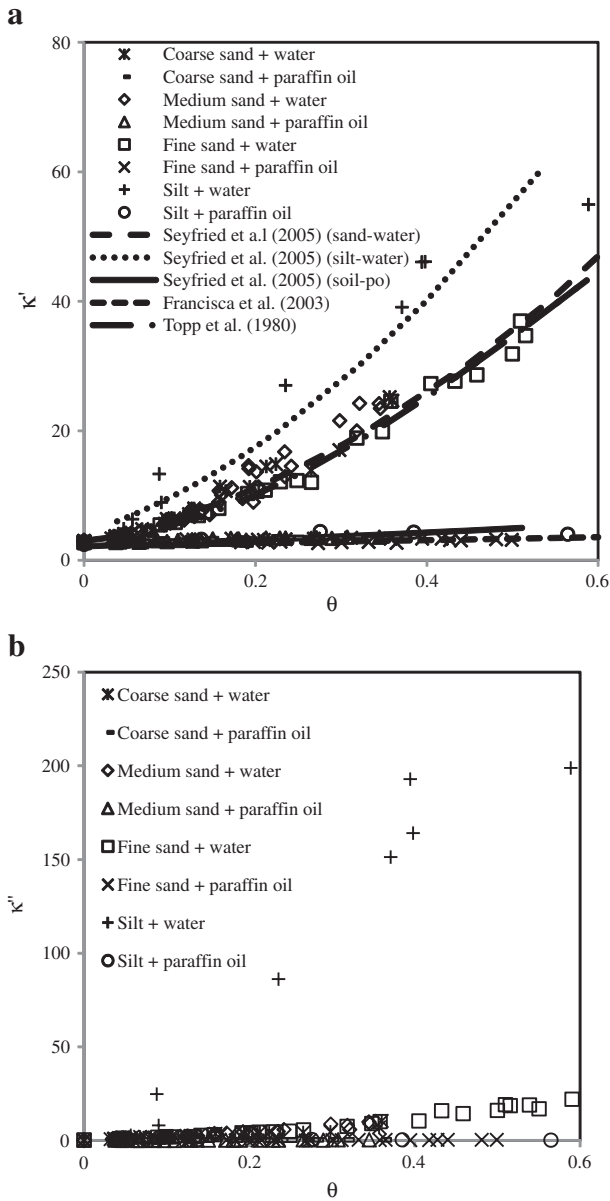 a
80
60
40
20
0
κ'
Coarse sand + water
Coarse sand + paraffin oil
Medium sand + water
Medium sand + paraffin oil
Fine sand + water
Fine sand + paraffin oil
Silt + water
Silt + paraffin oil
Seyfried et a.l (2005) (sand-water)
Seyfried et al. (2005) (silt-water)
Seyfried et al. (2005) (soil-po)
Francisca et al. (2003)
Topp et al. (1980)
0 0.2 0.4 0.6
θ
b
250
200
150
100
50
0
κ"
Coarse sand + water
Coarse sand + paraffin oil
Medium sand + water
Medium sand + paraffin oil
Fine sand + water
Fine sand + paraffin oil
Silt + water
Silt + paraffin oil
0 0.2 0.4 0.6
θ